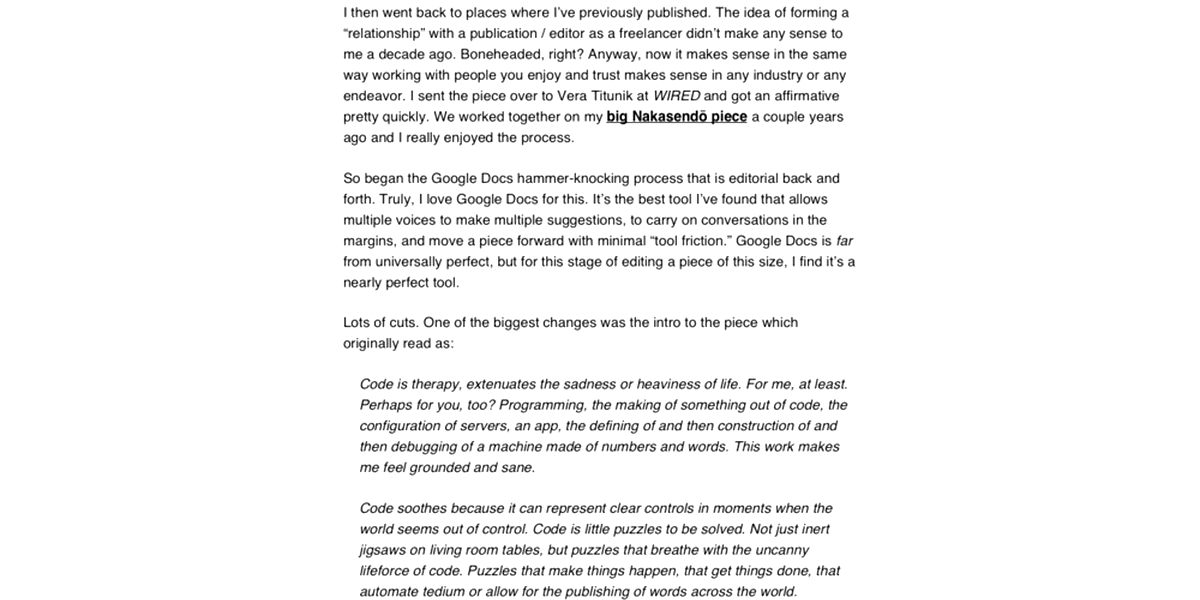 I then went back to places where I’ve previously published. The idea of forming a
“relationship” with a publication / editor as a freelancer didn’t make any sense to
me a decade ago. Boneheaded, right? Anyway, now it makes sense in the same
way working with people you enjoy and trust makes sense in any industry or any
endeavor. I sent the piece over to Vera Titunik at WIRED and got an affirmative
pretty quickly. We worked together on my big Nakasendō piece a couple years
ago and I really enjoyed the process.
So began the Google Docs hammer-knocking process that is editorial back and
forth. Truly, I love Google Docs for this. It’s the best tool I’ve found that allows
multiple voices to make multiple suggestions, to carry on conversations in the
margins, and move a piece forward with minimal “tool friction.” Google Docs is far
from universally perfect, but for this stage of editing a piece of this size, I find it’s a
nearly perfect tool.
Lots of cuts. One of the biggest changes was the intro to the piece which
originally read as:
Code is therapy, extenuates the sadness or heaviness of life. For me, at least.
Perhaps for you, too? Programming, the making of something out of code, the
configuration of servers, an app, the defining of and then construction of and
then debugging of a machine made of numbers and words. This work makes
me feel grounded and sane.
Code soothes because it can represent clear controls in moments when the
world seems out of control. Code is little puzzles to be solved. Not just inert
jigsaws on living room tables, but puzzles that breathe with the uncanny
lifeforce of code. Puzzles that make things happen, that get things done, that
automate tedium or allow for the publishing of words across the world.